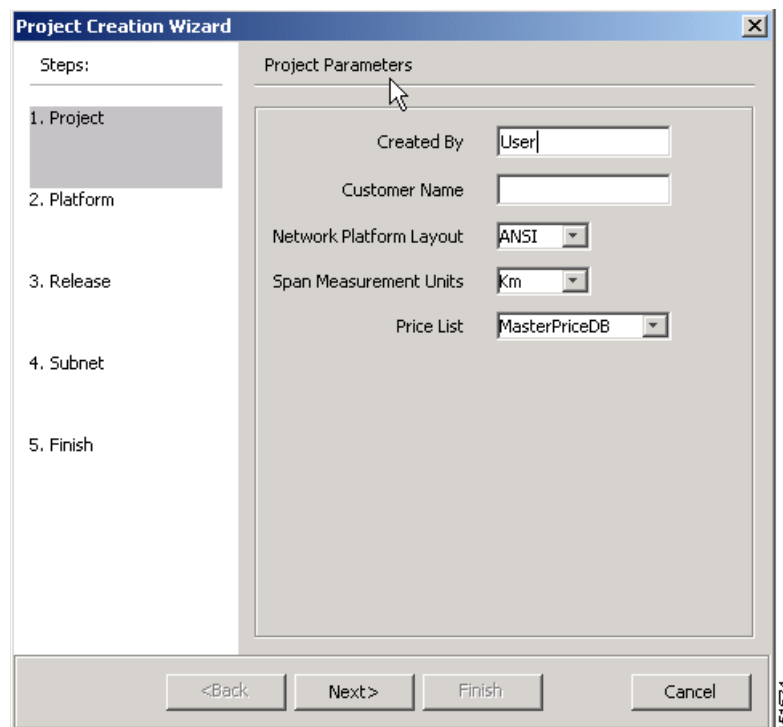 Project Creation Wizard
Steps:
Project Parameters
1. Project
2. Platform
3. Release
4. Subnet
5. Finish
Created By User
Customer Name
Network Platform Layout ANSI
Span Measurement Units Km
Price List MasterPriceDB
<Back Next> Finish Cancel